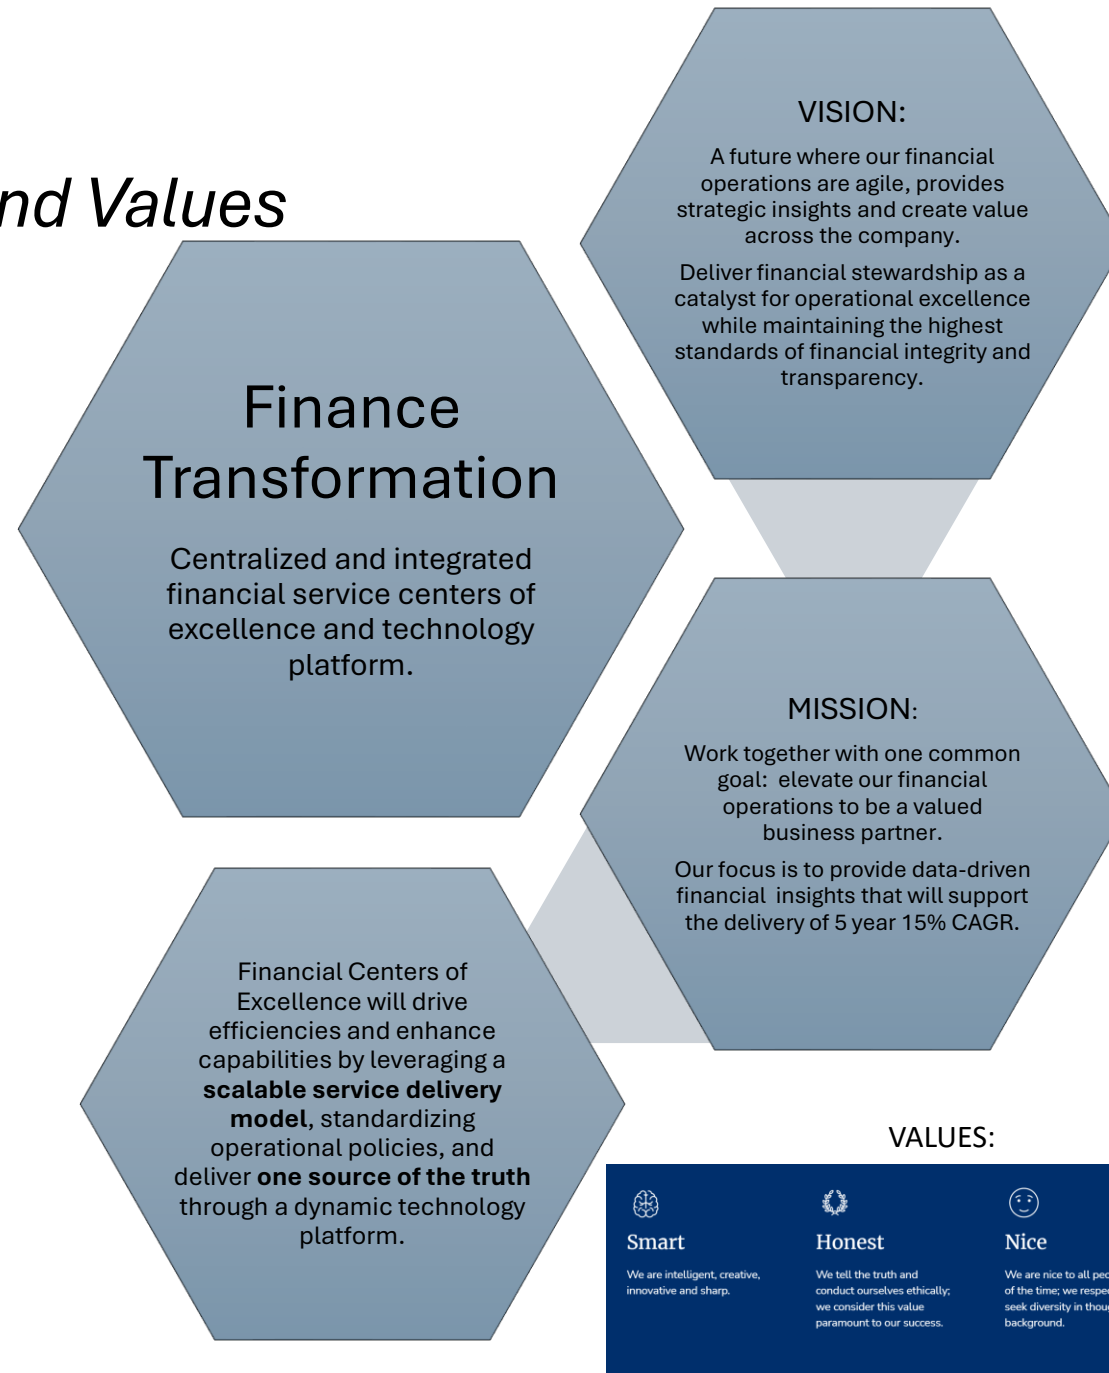 nd Values
Finance
Transformation
Centralized and integrated
financial service centers of
excellence and technology
platform.
VISION:
A future where our financial
operations are agile, provides
strategic insights and create value
across the company.
Deliver financial stewardship as a
catalyst for operational excellence
while maintaining the highest
standards of financial integrity and
transparency.
MISSION:
Work together with one common
goal:  elevate our financial
operations to be a valued
business partner.
Our focus is to provide data-driven
financial  insights that will support
the delivery of 5 year 15% CAGR.
Financial Centers of
Excellence will drive
efficiencies and enhance
capabilities by leveraging a
scalable service delivery
model, standardizing
operational policies, and
deliver one source of the truth
through a dynamic technology
platform.
VALUES:
Smart
We are intelligent, creative,
innovative and sharp.
Honest
We tell the truth and
conduct ourselves ethically;
we consider this value
paramount to our success.
Nice
We are nice to all
of the time; we
seek diversity in
background.